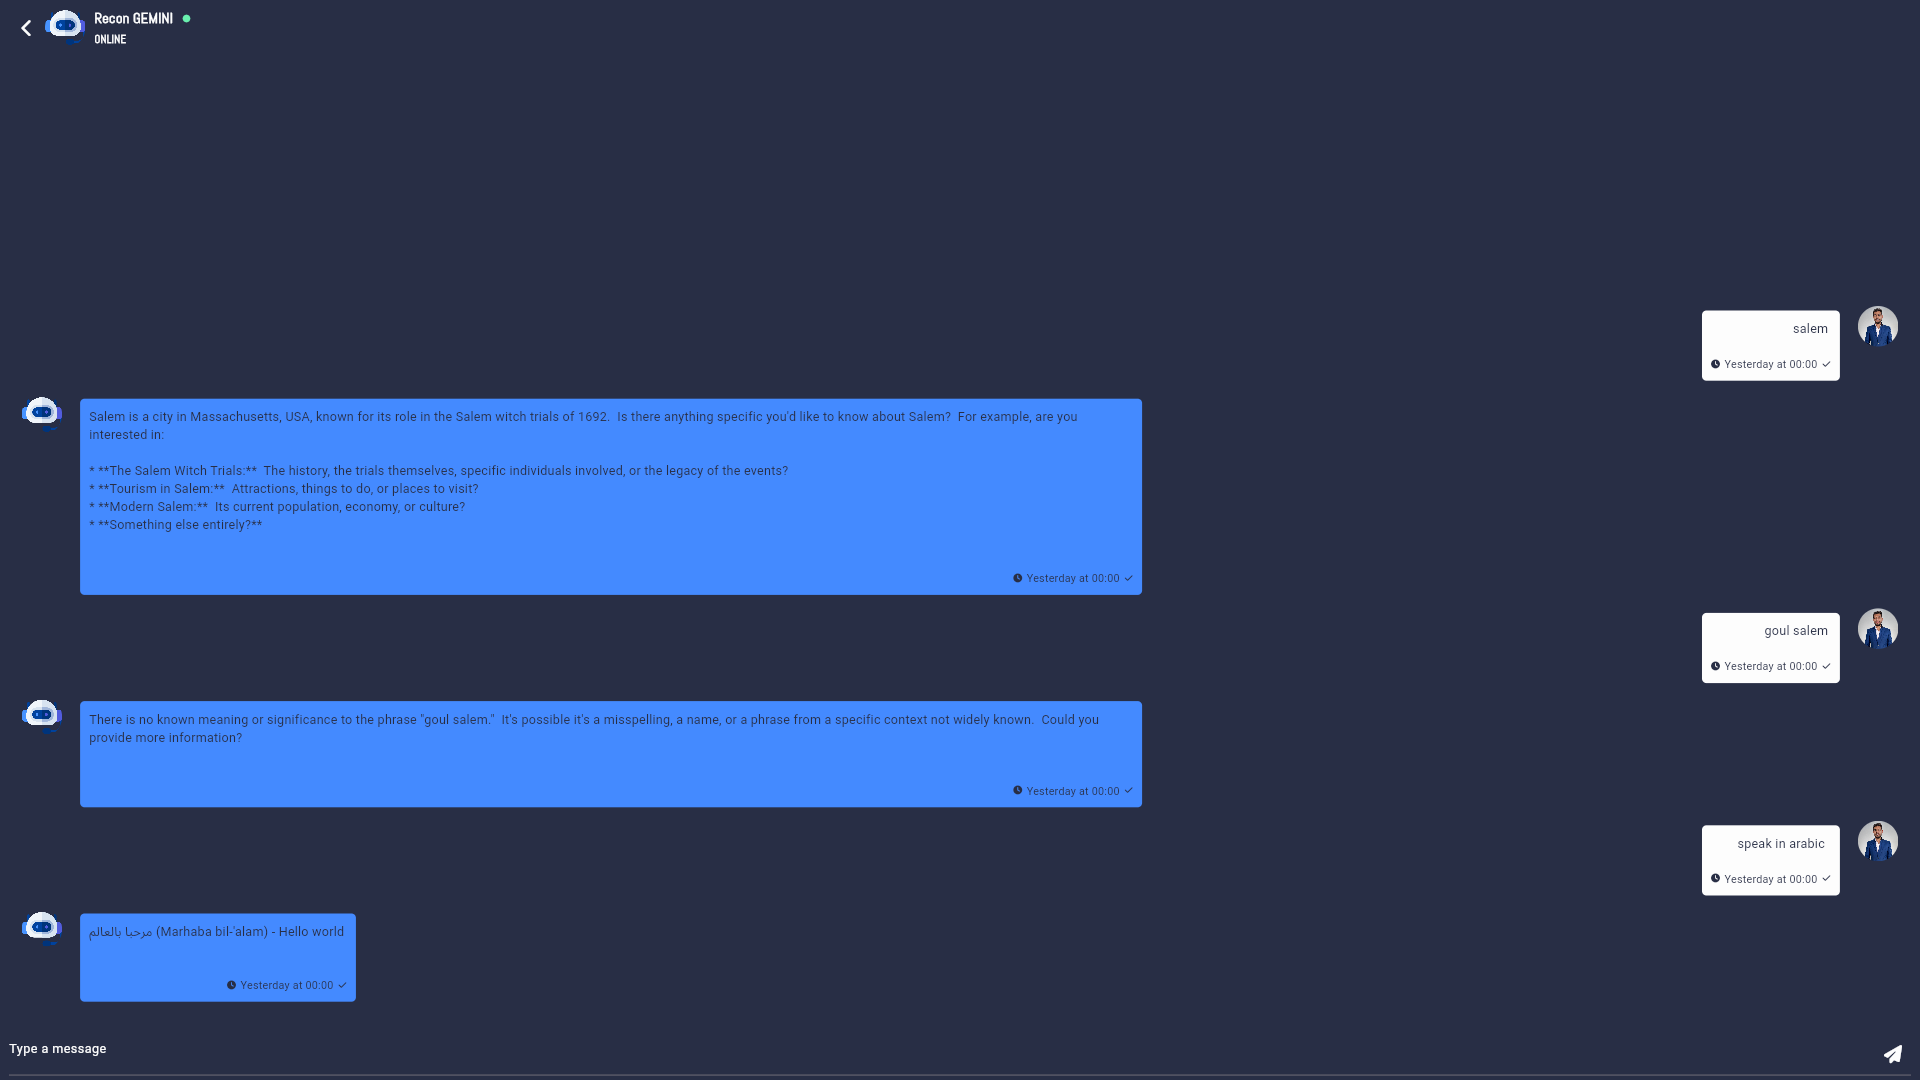 Recon GEMINI
ONLINE
salem
Yesterday at 00:00
Salem is a city in Massachusetts, USA, known for its role in the Salem witch trials of 1692.  Is there anything specific you'd like to know about Salem?  For example, are you
interested in:
* **The Salem Witch Trials:**  The history, the trials themselves, specific individuals involved, or the legacy of the events?
* **Tourism in Salem:**  Attractions, things to do, or places to visit?
* **Modern Salem:**  Its current population, economy, or culture?
* **Something else entirely?**
Yesterday at 00:00
goul salem
Yesterday at 00:00
There is no known meaning or significance to the phrase "goul salem."  It's possible it's a misspelling, a name, or a phrase from a specific context not widely known.  Could you
provide more information?
Yesterday at 00:00
speak in arabic
Yesterday at 00:00
مرحبا بالعالم (Marhaba bil-'alam) - Hello world
Yesterday at 00:00
Type a message